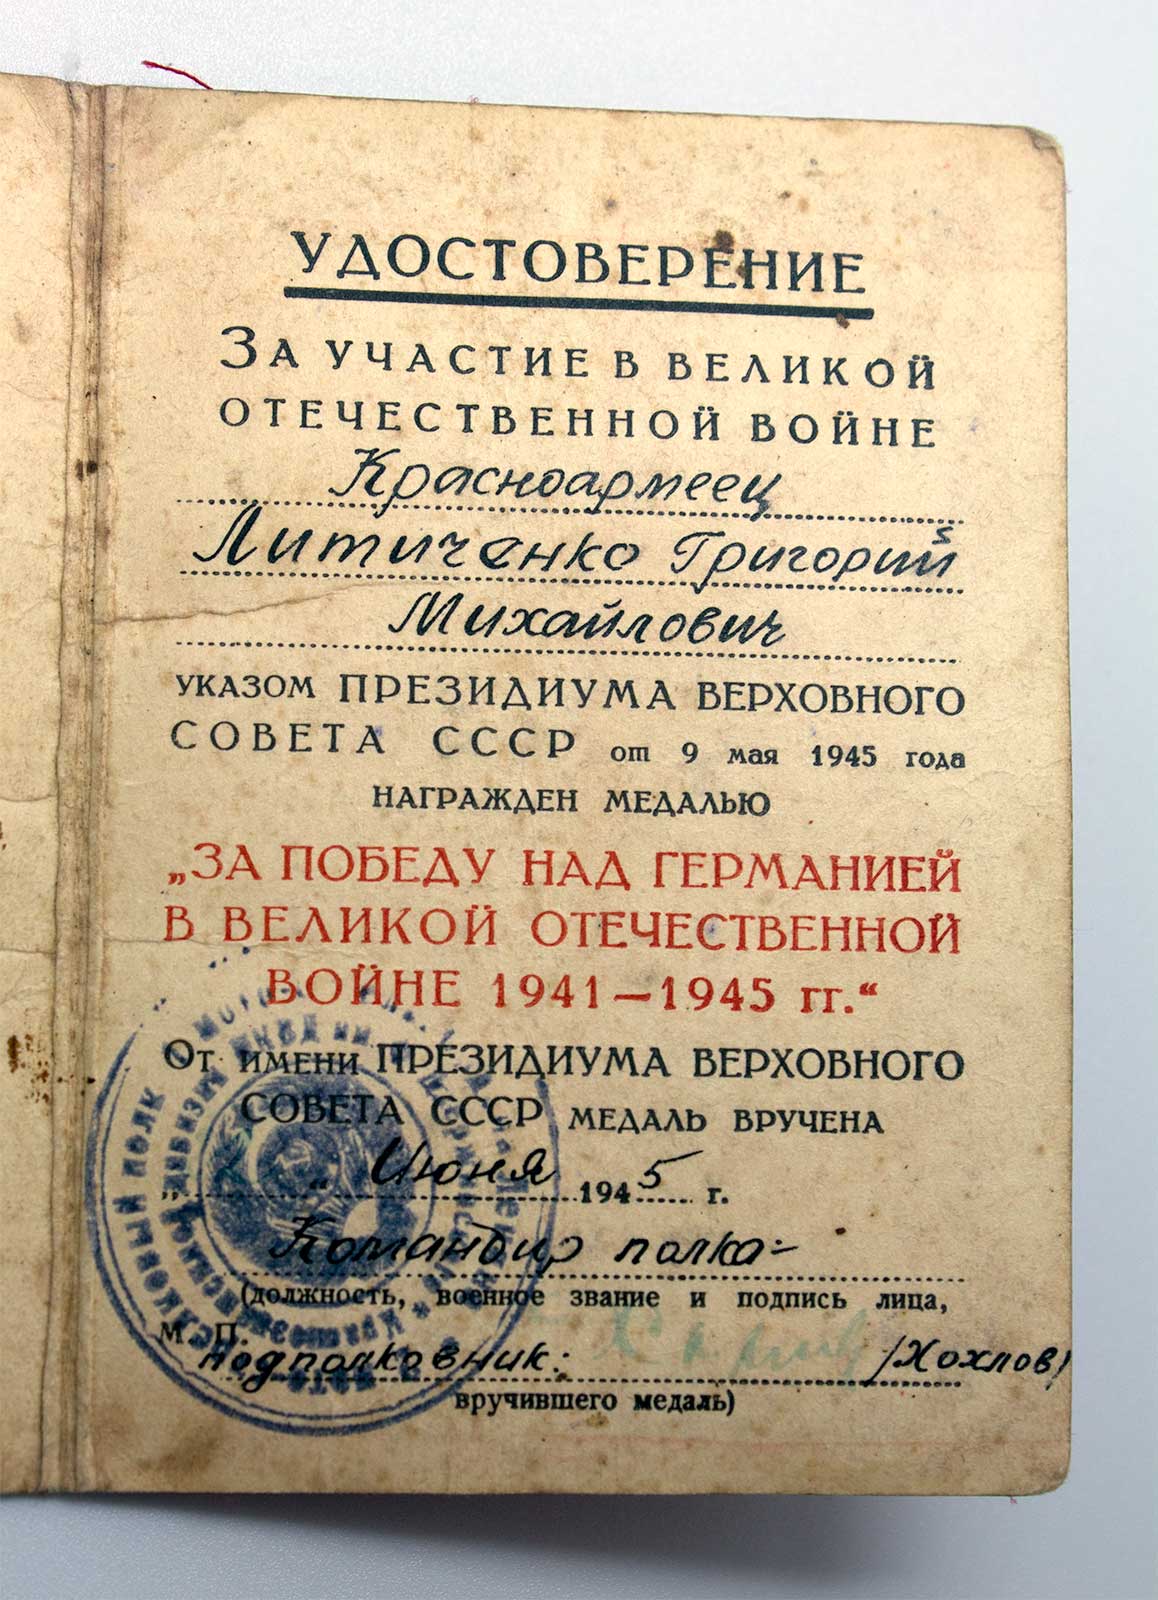 УДОСТОВЕРЕНИЕ
ЗА УЧАСТИЕ В ВЕЛИКОЙ
ОТЕЧЕСТВЕННОЙ ВОЙНЕ
Красноармеец
Литиченко Григорий
Михайлович
УКАЗОМ ПРЕЗИДИУМА ВЕРХОВНОГО
СОВЕТА СССР от 9 мая 1945 года
НАГРАЖДЕН МЕДАЛЬЮ
„ЗА ПОБЕДУ НАД ГЕРМАНИЕЙ
В ВЕЛИКОЙ ОТЕЧЕСТВЕННОЙ
ВОЙНЕ 1941—1945 гг.“
ОТ ИМЕНИ ПРЕЗИДИУМА ВЕРХОВНОГО
СОВЕТА СССР МЕДАЛЬ ВРУЧЕНА
„ “ Июня 1945 г.
Командир полка-
(должность, военное звание и подпись лица,
М. П.
подполковник: /Хохлов/
вручившего медаль)
ПОЛК